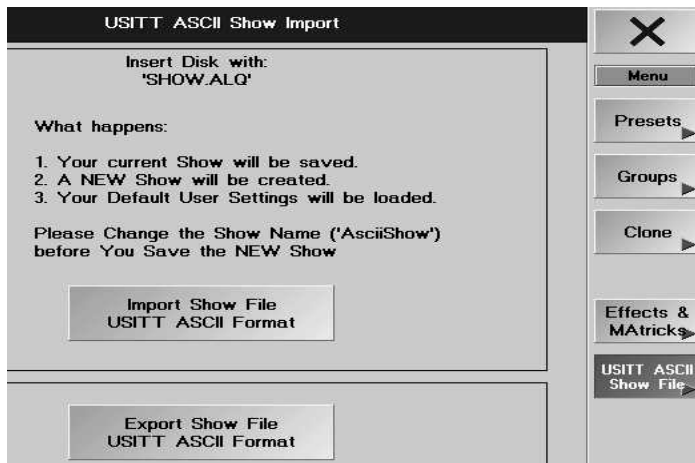 USITT ASCII Show Import
Insert Disk with:
'SHOW.ALQ'
What happens:
1. Your current Show will be saved.
2. A NEW Show will be created.
3. Your Default User Settings will be loaded.
Please Change the Show Name ('AsciiShow')
before You Save the NEW Show
Import Show File
USITT ASCII Format
Export Show File
USITT ASCII Format
Menu
Presets
Groups
Clone
Effects &
MAtricks
USITT ASCII
Show File